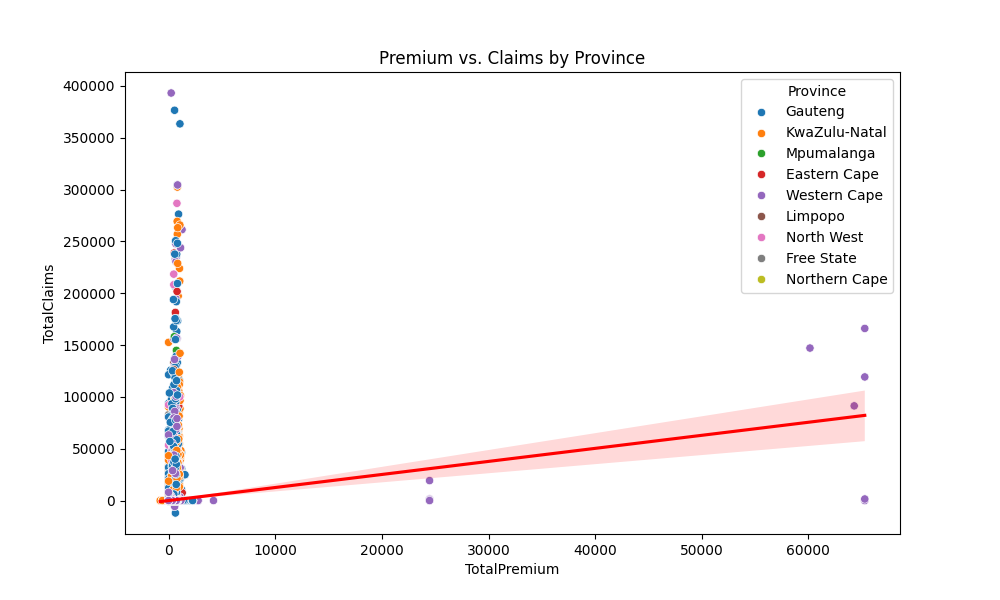 Premium vs. Claims by Province
TotalClaims
400000
350000
300000
250000
200000
150000
100000
50000
0
0
10000
20000
30000
40000
50000
60000
TotalPremium
Province
Gauteng
KwaZulu-Natal
Mpumalanga
Eastern Cape
Western Cape
Limpopo
North West
Free State
Northern Cape